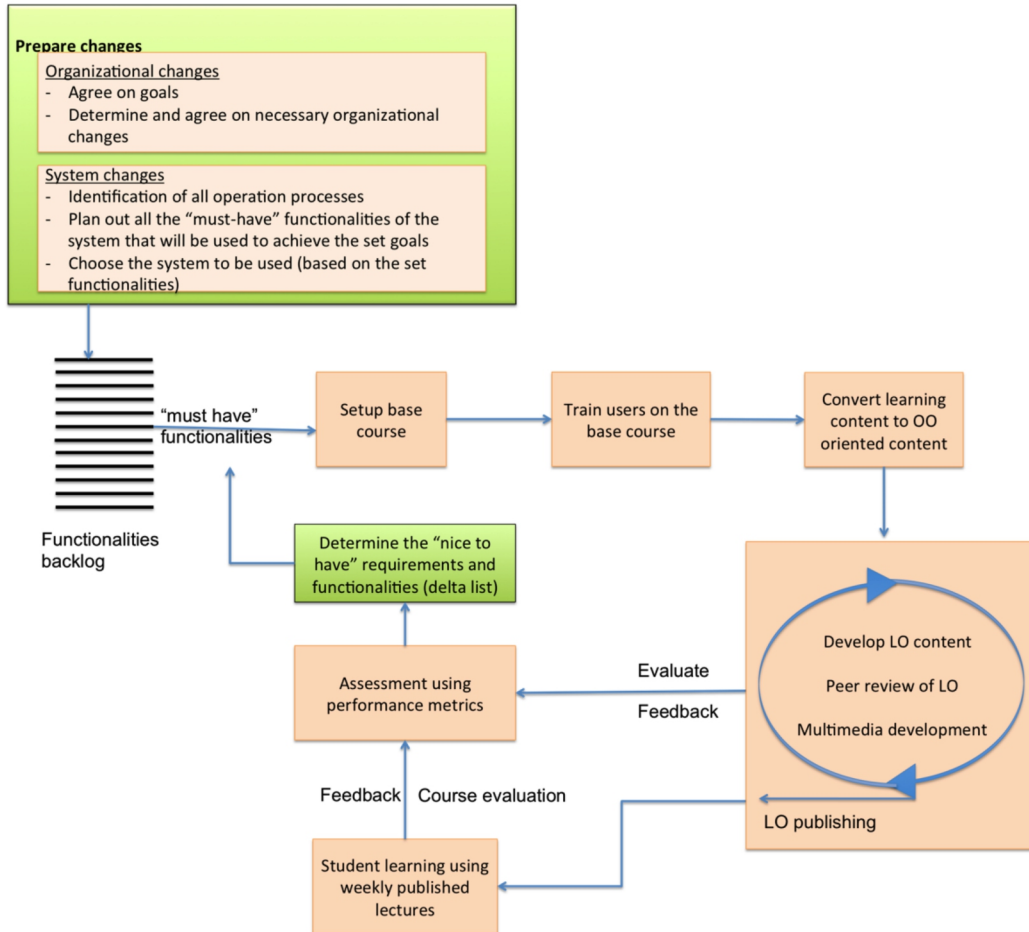 Prepare changes
Organizational changes
- Agree on goals
- Determine and agree on necessary organizational
changes
System changes
- Identification of all operation processes
- Plan out all the “must-have” functionalities of the
system that will be used to achieve the set goals
- Choose the system to be used (based on the set
functionalities)
“must have”
functionalities
Functionalities
backlog
Setup base
course
Train users on the
base course
Convert learning
content to OO
oriented content
Develop LO content
Peer review of LO
Multimedia development
LO publishing
Evaluate
Feedback
Determine the “nice to
have” requirements and
functionalities (delta list)
Assessment using
performance metrics
Feedback
Course evaluation
Student learning using
weekly published
lectures